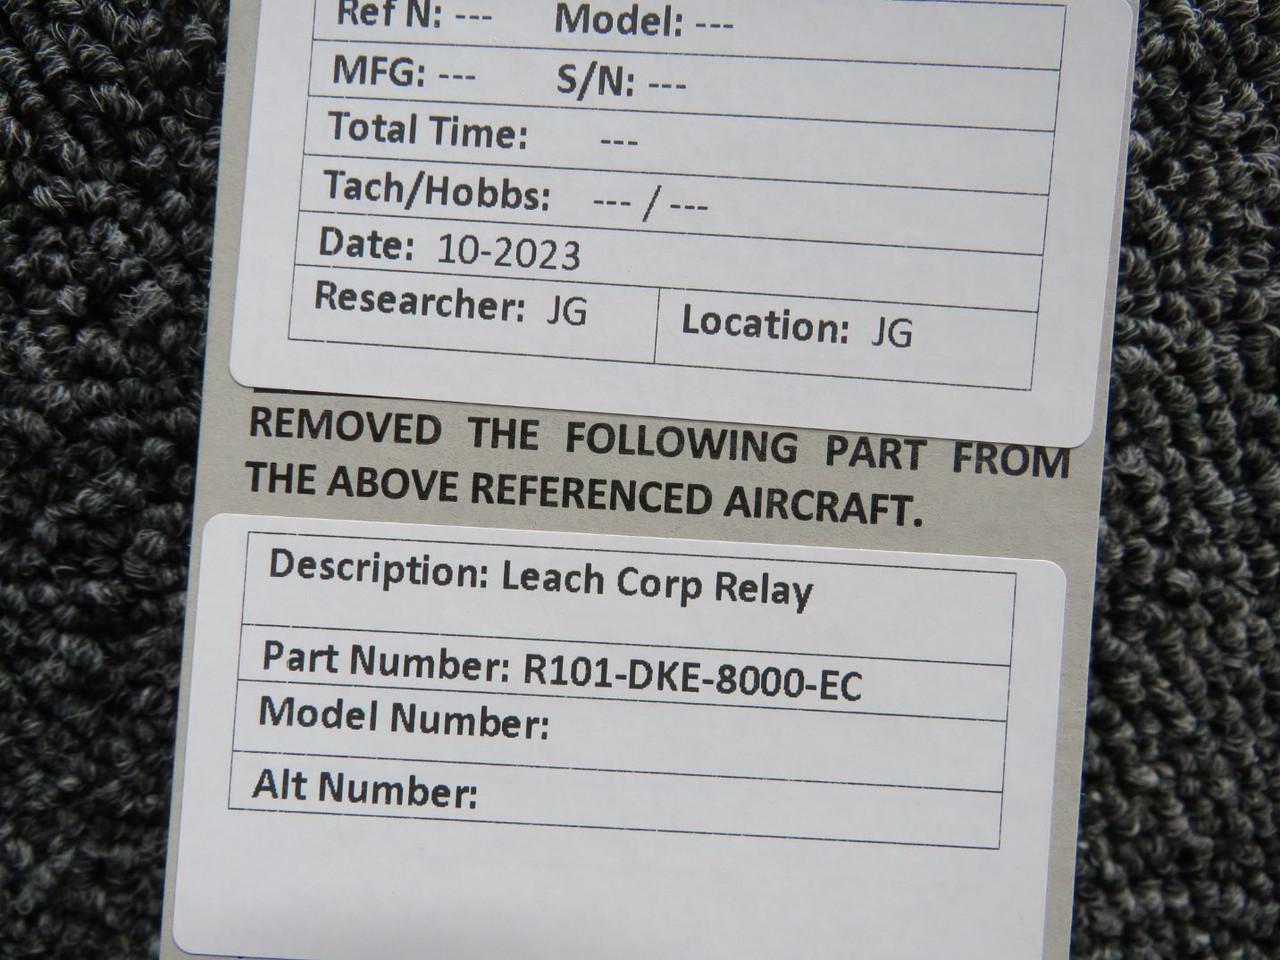 Ref N: --- Model: ---
MFG: --- S/N: ---
Total Time: ---
Tach/Hobbs: --- / ---
Date: 10-2023
Researcher: JG Location: JG
REMOVED THE FOLLOWING PART FROM
THE ABOVE REFERENCED AIRCRAFT.
Description: Leach Corp Relay
Part Number: R101-DKE-8000-EC
Model Number:
Alt Number: